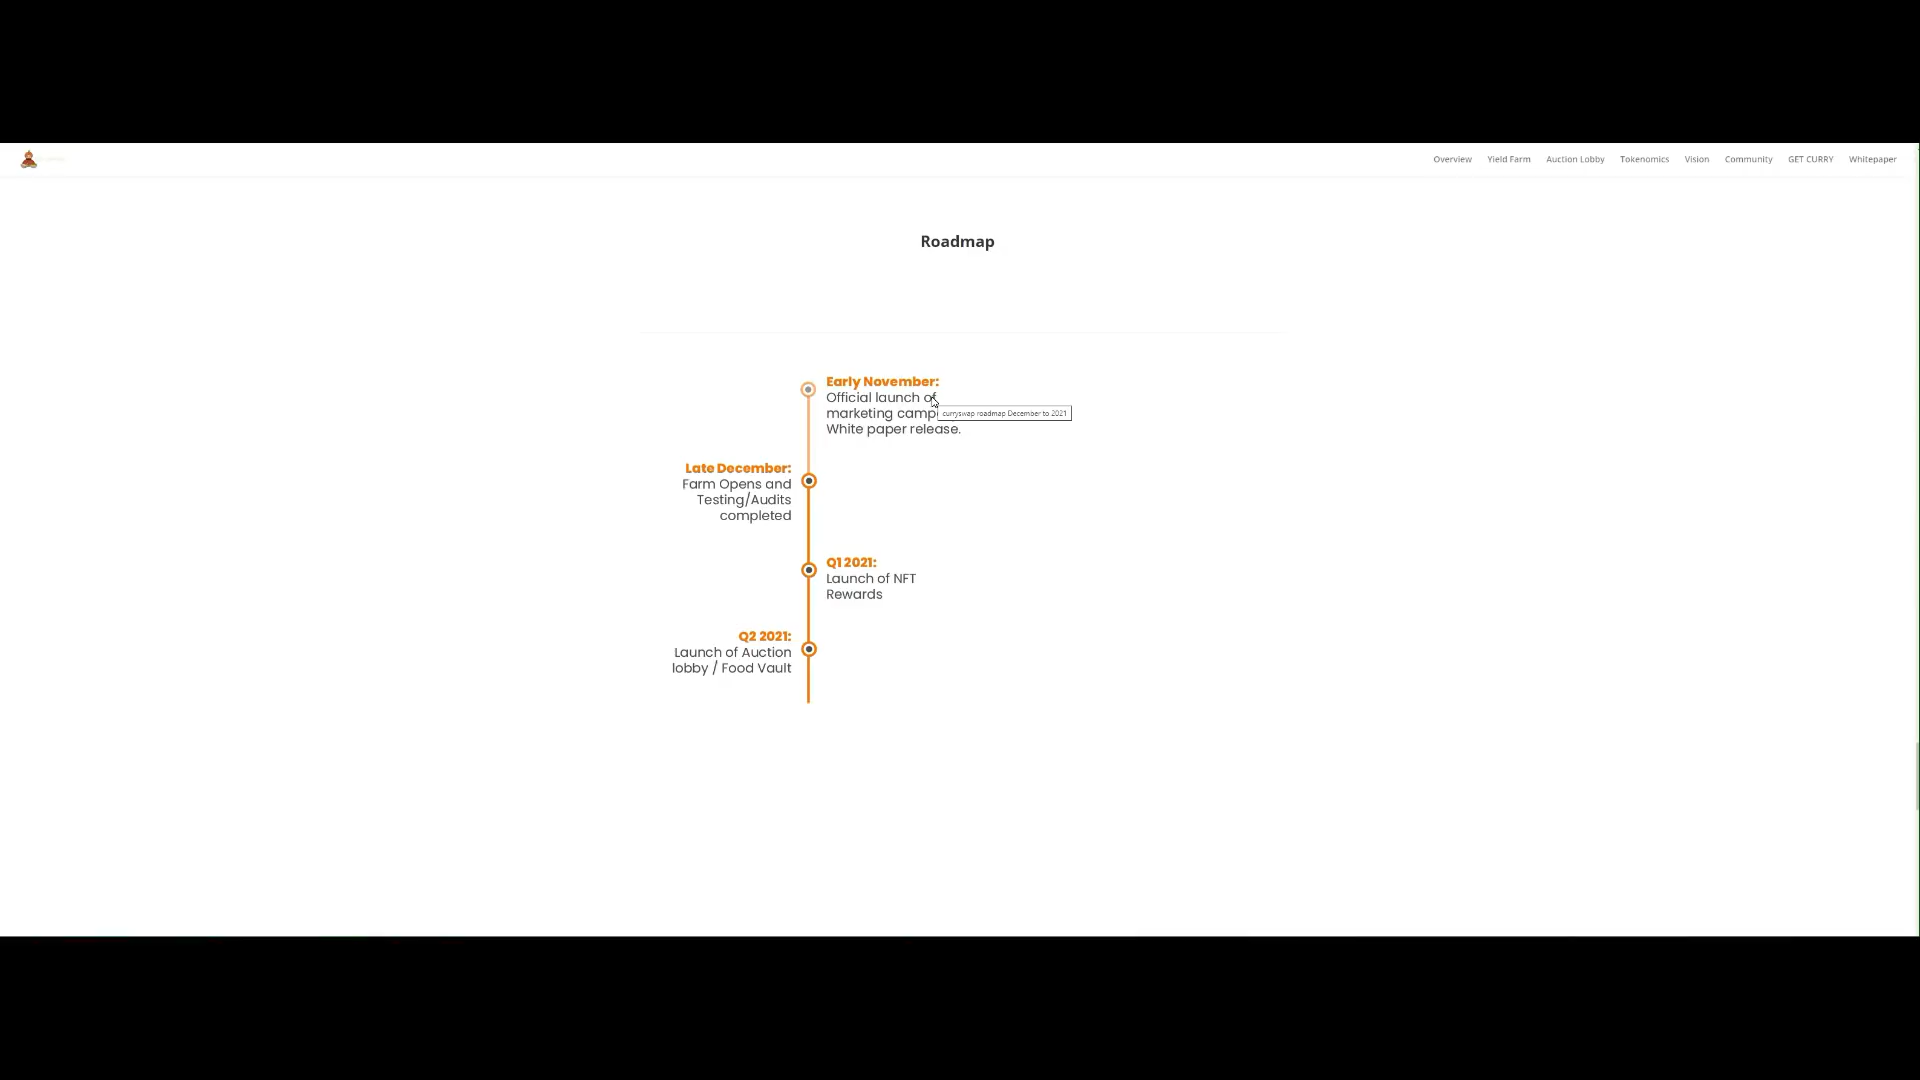 Overview Yield Farm Auction Lobby Tokenomics Vision Community GET CURRY Whitepaper
Roadmap
Early November:
Official launch of
marketing camp
curryswap roadmap December to 2021
White paper release.
Late December:
Farm Opens and
Testing/Audits
completed
Q1 2021:
Launch of NFT
Rewards
Q2 2021:
Launch of Auction
lobby / Food Vault